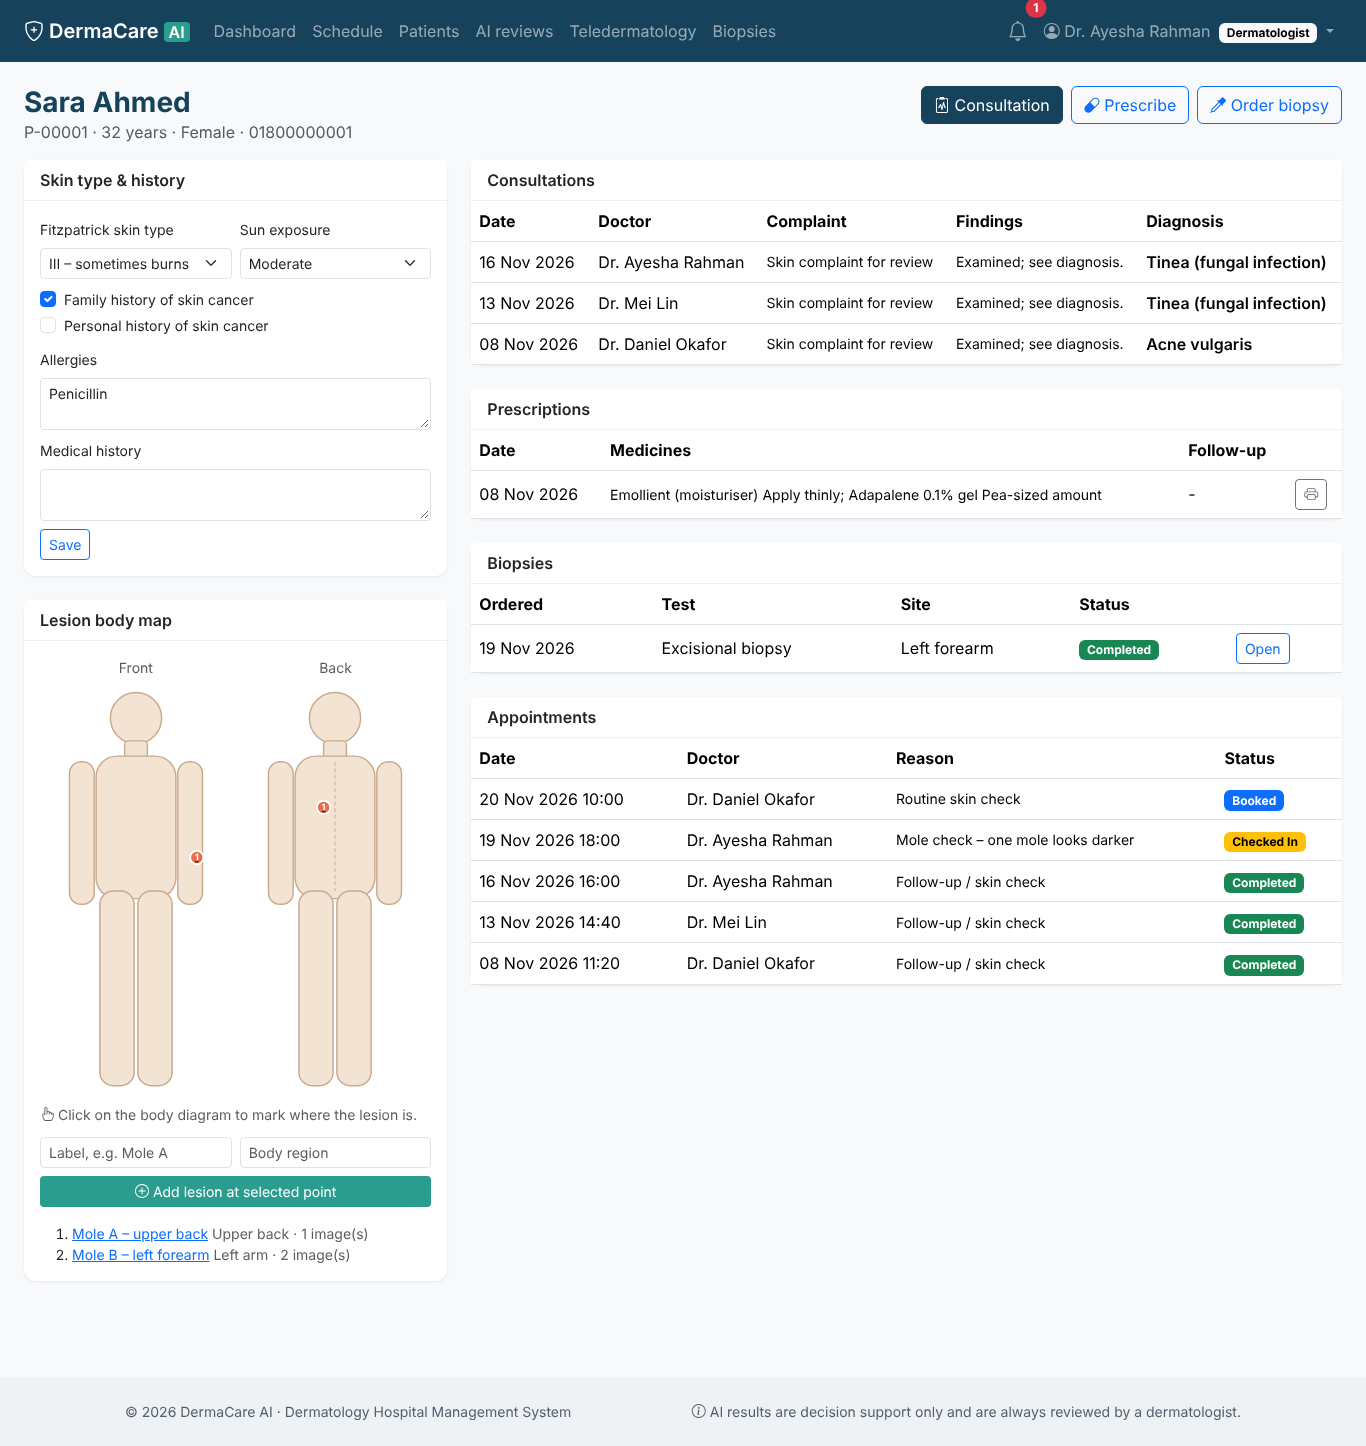 DermaCare AI Dashboard Schedule Patients AI reviews Teledermatology Biopsies 1 Dr. Ayesha Rahman Dermatologist
Sara Ahmed
P-00001 · 32 years · Female · 01800000001
Consultation Prescribe Order biopsy
Skin type & history
Fitzpatrick skin type Sun exposure
III – sometimes burns Moderate
Family history of skin cancer
Personal history of skin cancer
Allergies
Penicillin
Medical history
Save
Lesion body map
Front Back
1
1
Click on the body diagram to mark where the lesion is.
Label, e.g. Mole A Body region
Add lesion at selected point
1. Mole A – upper back Upper back · 1 image(s)
2. Mole B – left forearm Left arm · 2 image(s)
Consultations
Date Doctor Complaint Findings Diagnosis
16 Nov 2026 Dr. Ayesha Rahman Skin complaint for review Examined; see diagnosis. Tinea (fungal infection)
13 Nov 2026 Dr. Mei Lin Skin complaint for review Examined; see diagnosis. Tinea (fungal infection)
08 Nov 2026 Dr. Daniel Okafor Skin complaint for review Examined; see diagnosis. Acne vulgaris
Prescriptions
Date Medicines Follow-up
08 Nov 2026 Emollient (moisturiser) Apply thinly; Adapalene 0.1% gel Pea-sized amount -
Biopsies
Ordered Test Site Status
19 Nov 2026 Excisional biopsy Left forearm Completed Open
Appointments
Date Doctor Reason Status
20 Nov 2026 10:00 Dr. Daniel Okafor Routine skin check Booked
19 Nov 2026 18:00 Dr. Ayesha Rahman Mole check – one mole looks darker Checked In
16 Nov 2026 16:00 Dr. Ayesha Rahman Follow-up / skin check Completed
13 Nov 2026 14:40 Dr. Mei Lin Follow-up / skin check Completed
08 Nov 2026 11:20 Dr. Daniel Okafor Follow-up / skin check Completed
© 2026 DermaCare AI · Dermatology Hospital Management System AI results are decision support only and are always reviewed by a dermatologist.